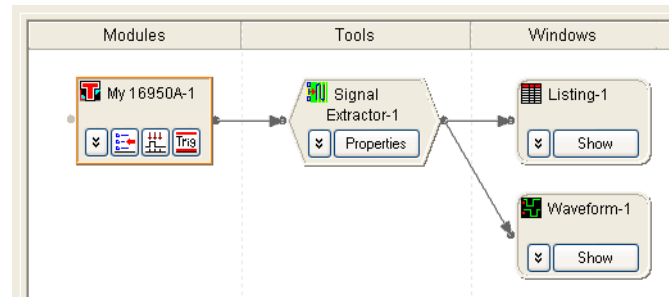 Modules
Tools
Windows
My 16950A-1
Trig
Signal
Extractor-1
Properties
Listing-1
Show
Waveform-1
Show